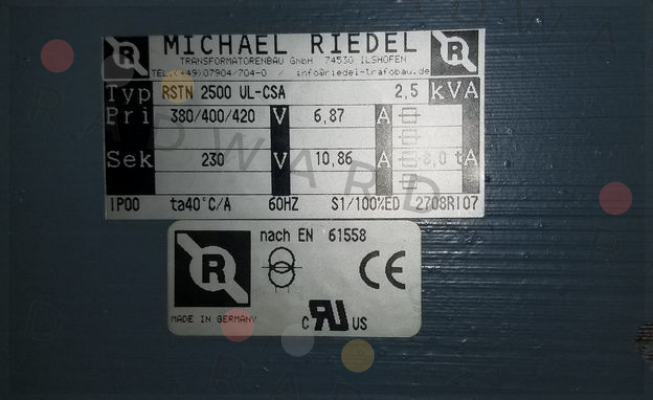 R MICHAEL RIEDEL R
TRANSFORMATORENBAU GmbH 74530 ILSHOFEN
TEL.(+49)07904/704-0 / info@riedel-trafobau.de
Typ RSTN 2500 UL-CSA 2,5 kVA
Pri 380/400/420 V 6,87 A
Sek 230 V 10,86 A 8,0 t A
IP00 ta40°C/A 60HZ S1/100%ED 2708RI07
nach EN 61558
R CE
MADE IN GERMANY
C RU US